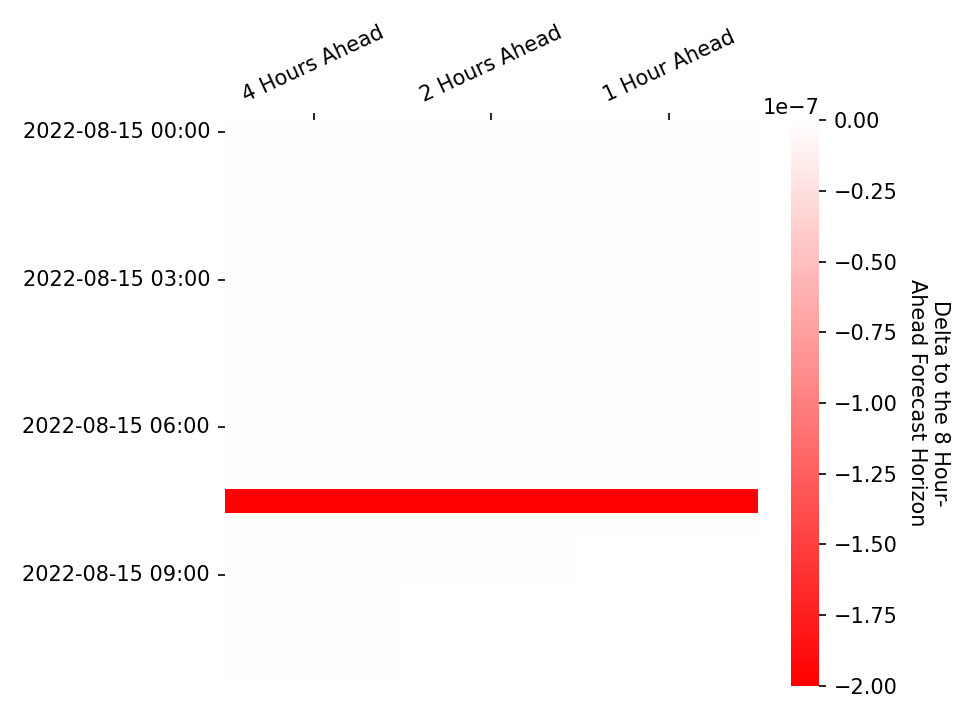 4 Hours Ahead
2 Hours Ahead
1 Hour Ahead
1e−7
2022-08-15 00:00
2022-08-15 03:00
2022-08-15 06:00
2022-08-15 09:00
0.00
−0.25
−0.50
−0.75
−1.00
−1.25
−1.50
−1.75
−2.00
Delta to the 8 Hour-
Ahead Forecast Horizon